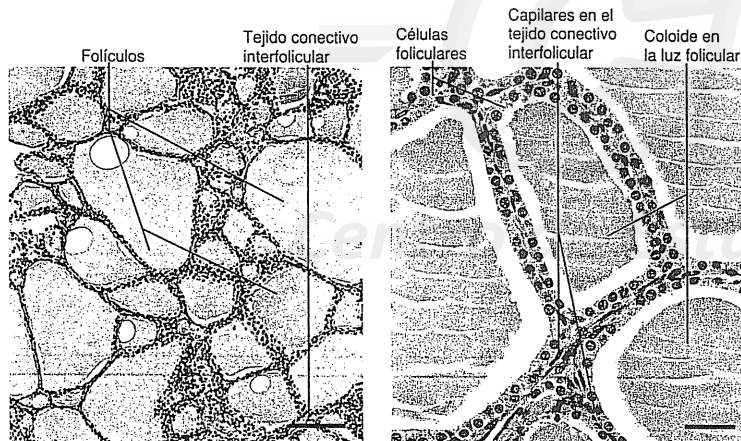 Folículos
Tejido conectivo
interfolicular
Células
foliculares
Capilares en el
tejido conectivo
interfolicular
Coloide en
la luz folicular